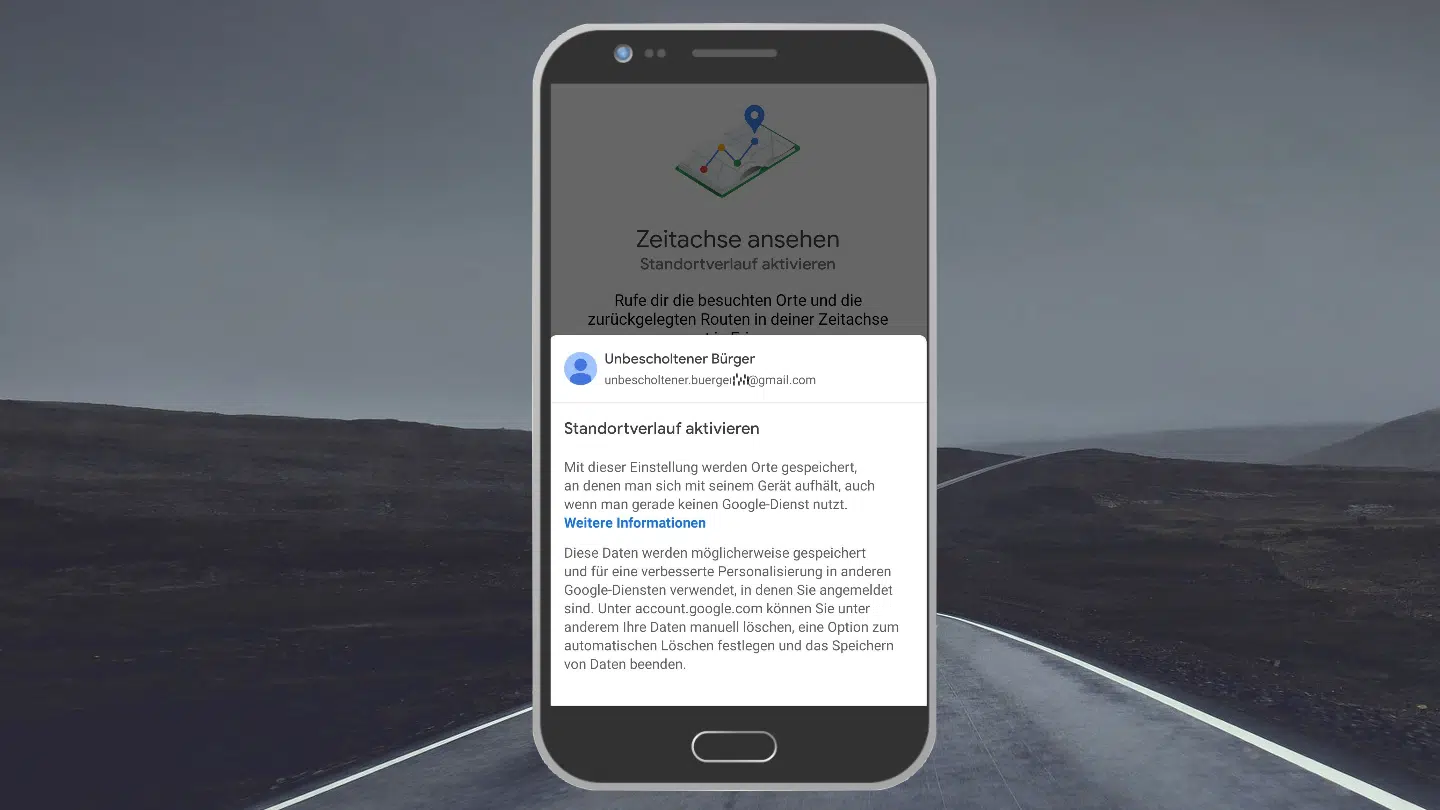 Zeitachse ansehen
Standortverlauf aktivieren
Rufe dir die besuchten Orte und die
zurückgelegten Routen in deiner Zeitachse
Unbescholtener Bürger
unbescholtener.buerger @gmail.com
Standortverlauf aktivieren
Mit dieser Einstellung werden Orte gespeichert,
an denen man sich mit seinem Gerät aufhält, auch
wenn man gerade keinen Google-Dienst nutzt.
Weitere Informationen
Diese Daten werden möglicherweise gespeichert
und für eine verbesserte Personalisierung in anderen
Google-Diensten verwendet, in denen Sie angemeldet
sind. Unter account.google.com können Sie unter
anderem Ihre Daten manuell löschen, eine Option zum
automatischen Löschen festlegen und das Speichern
von Daten beenden.